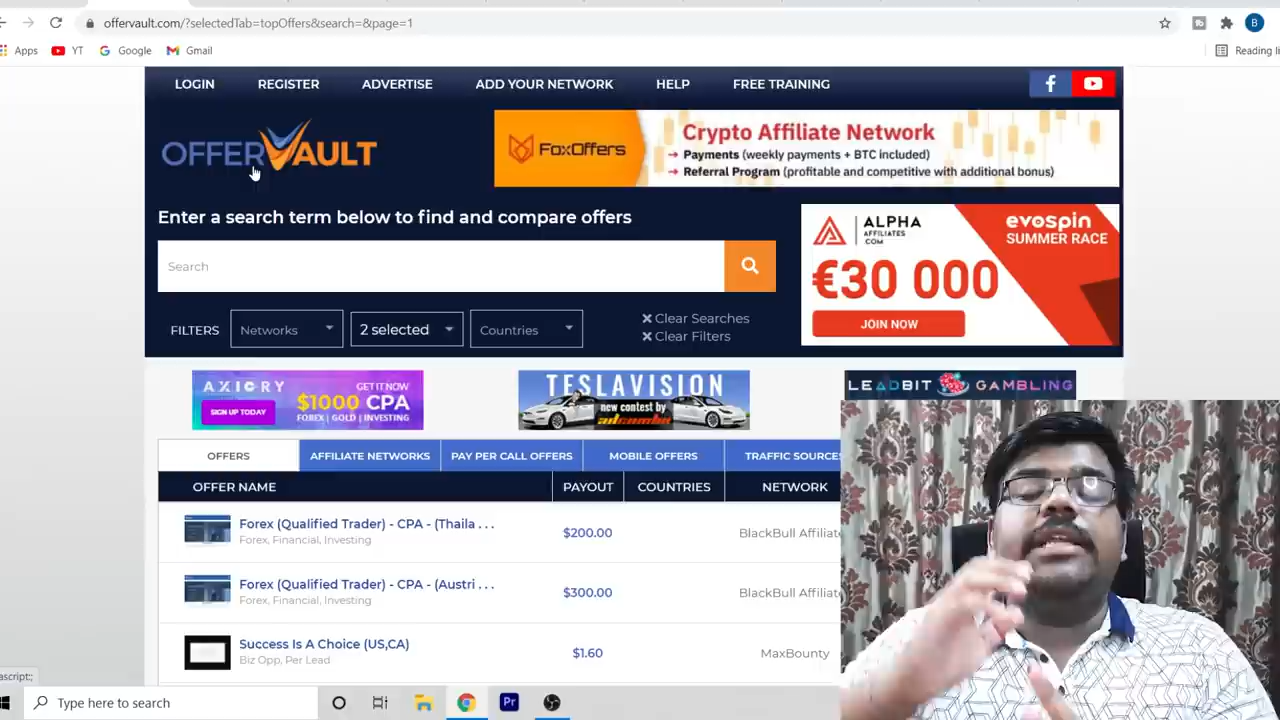 offervault.com/?selectedTab=topOffers&search=&page=1
B
Apps
YT
Google
Gmail
Reading li
LOGIN
REGISTER
ADVERTISE
ADD YOUR NETWORK
HELP
FREE TRAINING
OFFERVAULT
FoxOffers
Crypto Affiliate Network
→ Payments (weekly payments + BTC included)
→ Referral Program (profitable and competitive with additional bonus)
Enter a search term below to find and compare offers
Search
ALPHA
AFFILIATES
.COM
evospin
SUMMER RACE
€30 000
JOIN NOW
FILTERS
Networks
2 selected
Countries
Clear Searches
Clear Filters
AXIORY
GET IT NOW
$1000 CPA
SIGN UP TODAY
FOREX | GOLD | INVESTING
TESLAVISION
new contest by
adcombo
LEADBIT GAMBLING
OFFERS
AFFILIATE NETWORKS
PAY PER CALL OFFERS
MOBILE OFFERS
TRAFFIC SOURCES
OFFER NAME
PAYOUT
COUNTRIES
NETWORK
Forex (Qualified Trader) - CPA - (Thaila . . .
Forex, Financial, Investing
$200.00
BlackBull Affiliate
Forex (Qualified Trader) - CPA - (Austri . . .
Forex, Financial, Investing
$300.00
BlackBull Affiliate
Success Is A Choice (US,CA)
Biz Opp, Per Lead
$1.60
MaxBounty
ascript:;
Type here to search
Pr